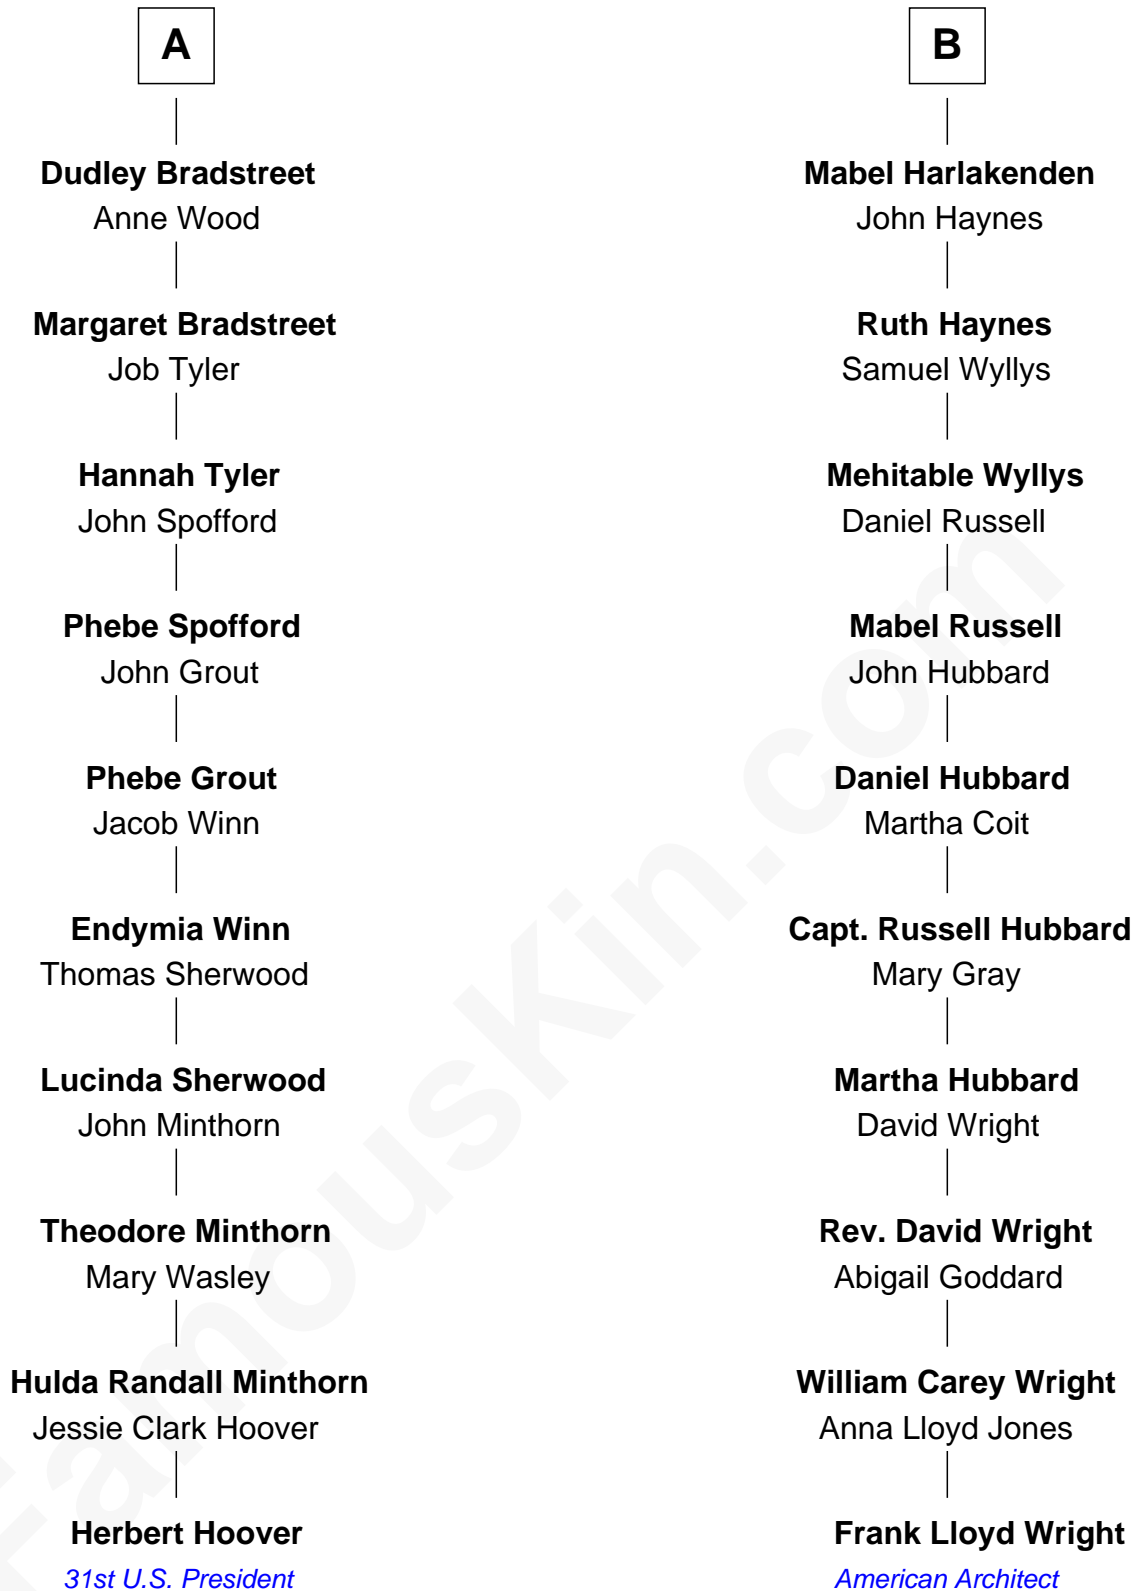 A
Dudley Bradstreet
Anne Wood
Margaret Bradstreet
Job Tyler
Hannah Tyler
John Spofford
Phebe Spofford
John Grout
Phebe Grout
Jacob Winn
Endymia Winn
Thomas Sherwood
Lucinda Sherwood
John Minthorn
Theodore Minthorn
Mary Wasley
Hulda Randall Minthorn
Jessie Clark Hoover
Herbert Hoover
31st U.S. President
B
Mabel Harlakenden
John Haynes
Ruth Haynes
Samuel Wyllys
Mehitable Wyllys
Daniel Russell
Mabel Russell
John Hubbard
Daniel Hubbard
Martha Coit
Capt. Russell Hubbard
Mary Gray
Martha Hubbard
David Wright
Rev. David Wright
Abigail Goddard
William Carey Wright
Anna Lloyd Jones
Frank Lloyd Wright
American Architect
FamousKin.com